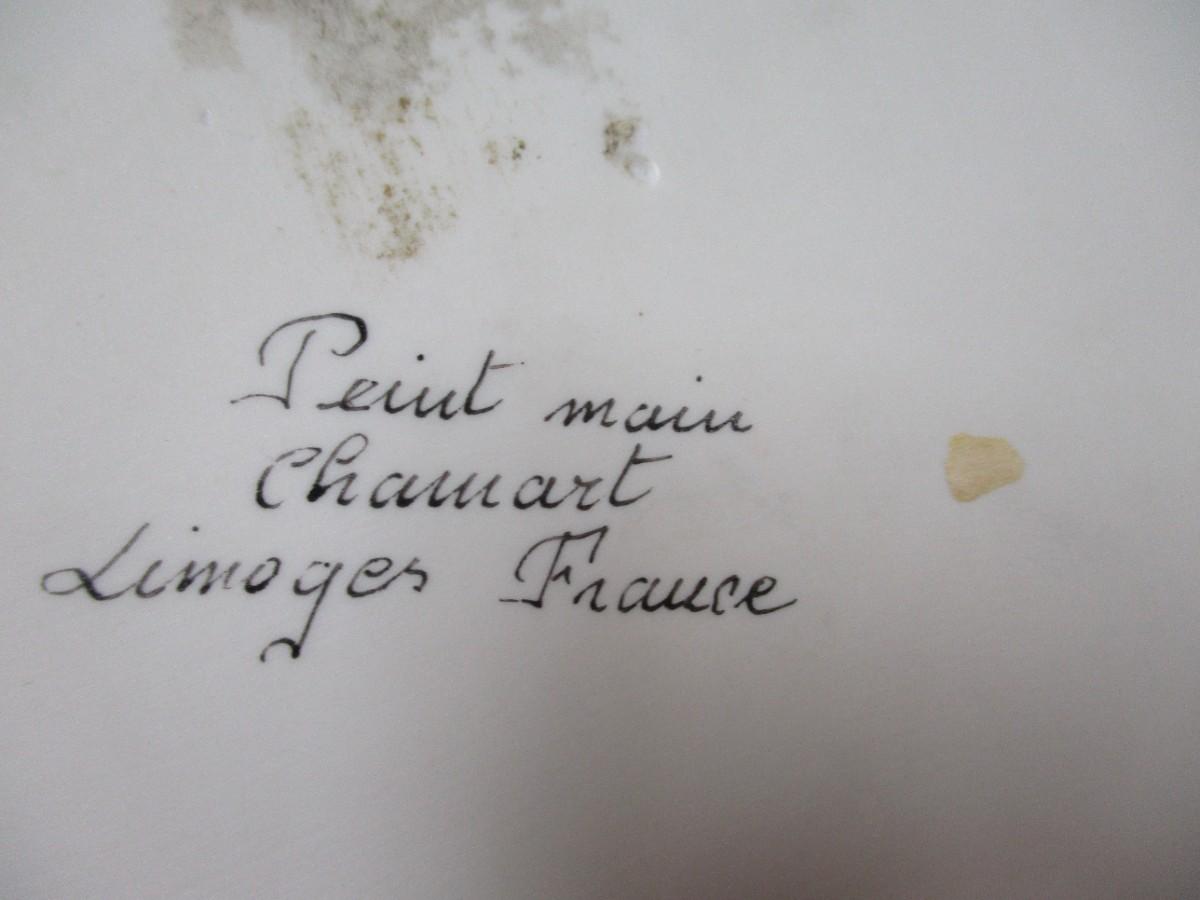 Peint main
Chamart
Limoges France